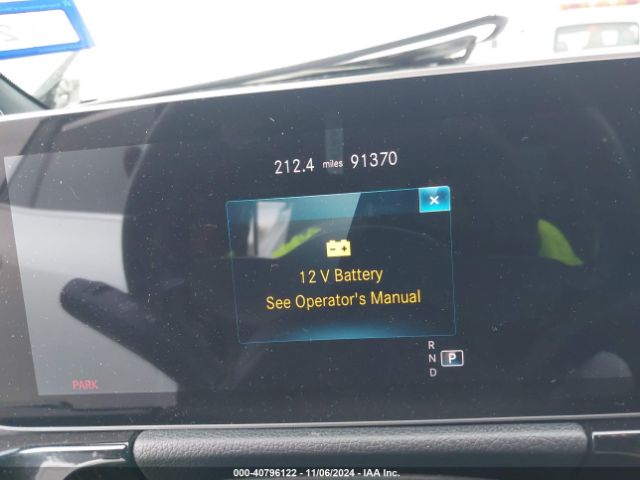 212.4 miles 91370
×
12 V Battery
See Operator's Manual
R
N P
D
PARK
000-40796122 - 11/06/2024 - IAA Inc.